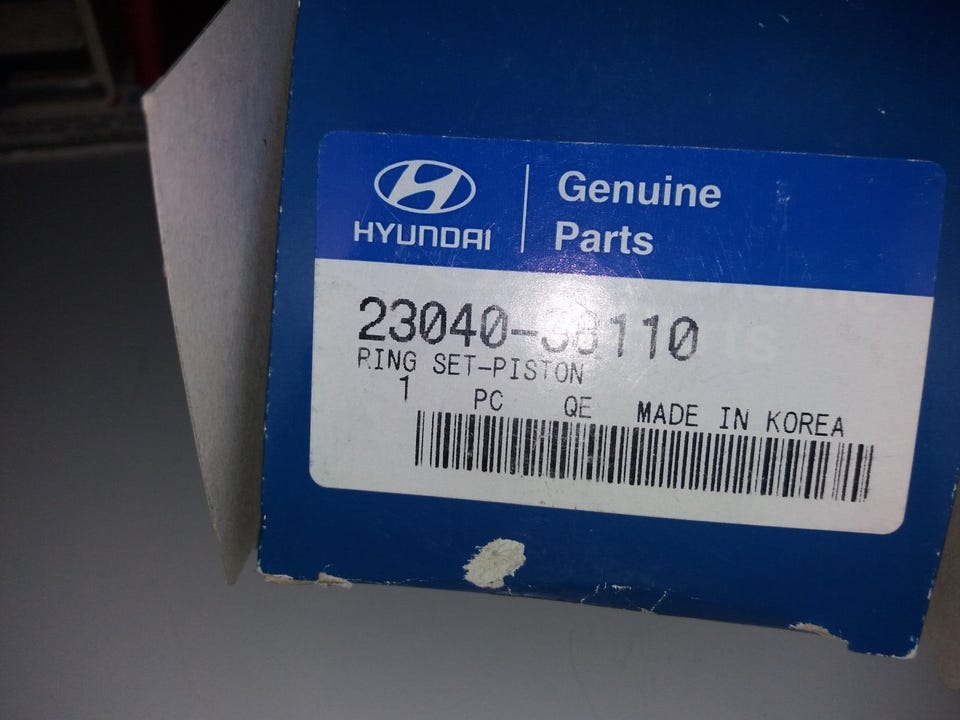 HYUNDAI
Genuine
Parts
23040-38110
RING SET-PISTON
1 PC QE MADE IN KOREA